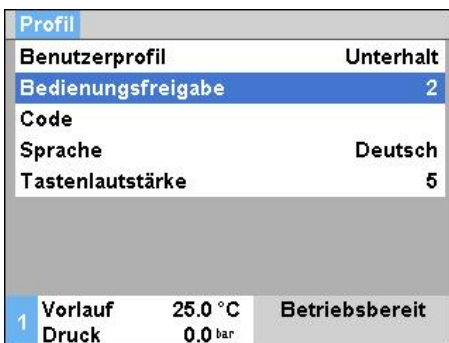 Profil
Benutzerprofil Unterhalt
Bedienungsfreigabe 2
Code
Sprache Deutsch
Tastenlautstärke 5
1 Vorlauf 25.0 °C Betriebsbereit
Druck 0.0 bar